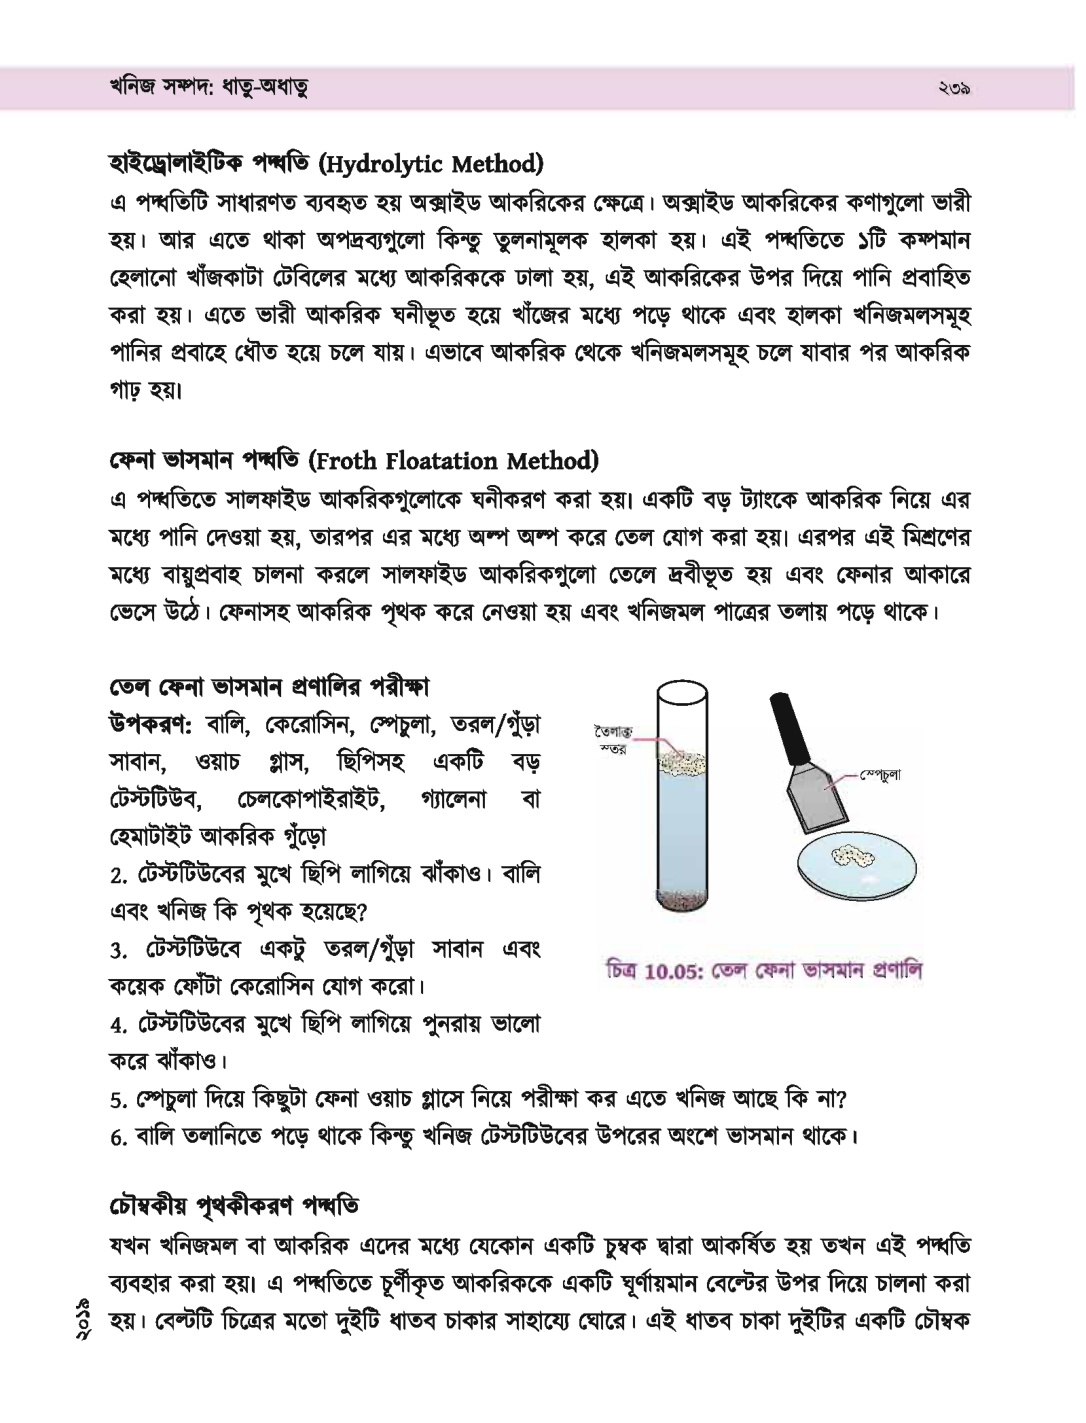 খনিজ সম্পদ: ধাতু-অধাতু ২৩৯
হাইড্রোলাইটিক পদ্ধতি (Hydrolytic Method)
এ পদ্ধতিটি সাধারণত ব্যবহৃত হয় অক্সাইড আকরিকের ক্ষেত্রে। অক্সাইড আকরিকের কণাগুলো ভারী
হয়। আর এতে থাকা অপদ্রব্যগুলো কিন্তু তুলনামূলক হালকা হয়। এই পদ্ধতিতে ১টি কম্পমান
হেলানো খাঁজকাটা টেবিলের মধ্যে আকরিককে ঢালা হয়, এই আকরিকের উপর দিয়ে পানি প্রবাহিত
করা হয়। এতে ভারী আকরিক ঘনীভূত হয়ে খাঁজের মধ্যে পড়ে থাকে এবং হালকা খনিজমলসমূহ
পানির প্রবাহে ধৌত হয়ে চলে যায়। এভাবে আকরিক থেকে খনিজমলসমূহ চলে যাবার পর আকরিক
গাঢ় হয়।
ফেনা ভাসমান পদ্ধতি (Froth Floatation Method)
এ পদ্ধতিতে সালফাইড আকরিকগুলোকে ঘনীকরণ করা হয়। একটি বড় ট্যাংকে আকরিক নিয়ে এর
মধ্যে পানি দেওয়া হয়, তারপর এর মধ্যে অল্প অল্প করে তেল যোগ করা হয়। এরপর এই মিশ্রণের
মধ্যে বায়ুপ্রবাহ চালনা করলে সালফাইড আকরিকগুলো তেলে দ্রবীভূত হয় এবং ফেনার আকারে
ভেসে উঠে। ফেনাসহ আকরিক পৃথক করে নেওয়া হয় এবং খনিজমল পাত্রের তলায় পড়ে থাকে।
তেল ফেনা ভাসমান প্রণালির পরীক্ষা
উপকরণ: বালি, কেরোসিন, স্পেচুলা, তরল/গুঁড়া
সাবান, ওয়াচ গ্লাস, ছিপিসহ একটি বড়
টেস্টটিউব, চেলকোপাইরাইট, গ্যালেনা বা
হেমাটাইট আকরিক গুঁড়ো
2. টেস্টটিউবের মুখে ছিপি লাগিয়ে ঝাঁকাও। বালি
এবং খনিজ কি পৃথক হয়েছে?
3. টেস্টটিউবে একটু তরল/গুঁড়া সাবান এবং
কয়েক ফোঁটা কেরোসিন যোগ করো।
4. টেস্টটিউবের মুখে ছিপি লাগিয়ে পুনরায় ভালো
করে ঝাঁকাও।
তৈলাক্ত
স্তর
স্পেচুলা
চিত্র 10.05: তেল ফেনা ভাসমান প্রণালি
5. স্পেচুলা দিয়ে কিছুটা ফেনা ওয়াচ গ্লাসে নিয়ে পরীক্ষা কর এতে খনিজ আছে কি না?
6. বালি তলানিতে পড়ে থাকে কিন্তু খনিজ টেস্টটিউবের উপরের অংশে ভাসমান থাকে।
চৌম্বকীয় পৃথকীকরণ পদ্ধতি
যখন খনিজমল বা আকরিক এদের মধ্যে যেকোন একটি চুম্বক দ্বারা আকর্ষিত হয় তখন এই পদ্ধতি
ব্যবহার করা হয়। এ পদ্ধতিতে চূর্ণীকৃত আকরিককে একটি ঘূর্ণায়মান বেল্টের উপর দিয়ে চালনা করা
হয়। বেল্টটি চিত্রের মতো দুইটি ধাতব চাকার সাহায্যে ঘোরে। এই ধাতব চাকা দুইটির একটি চৌম্বক
২০১৯